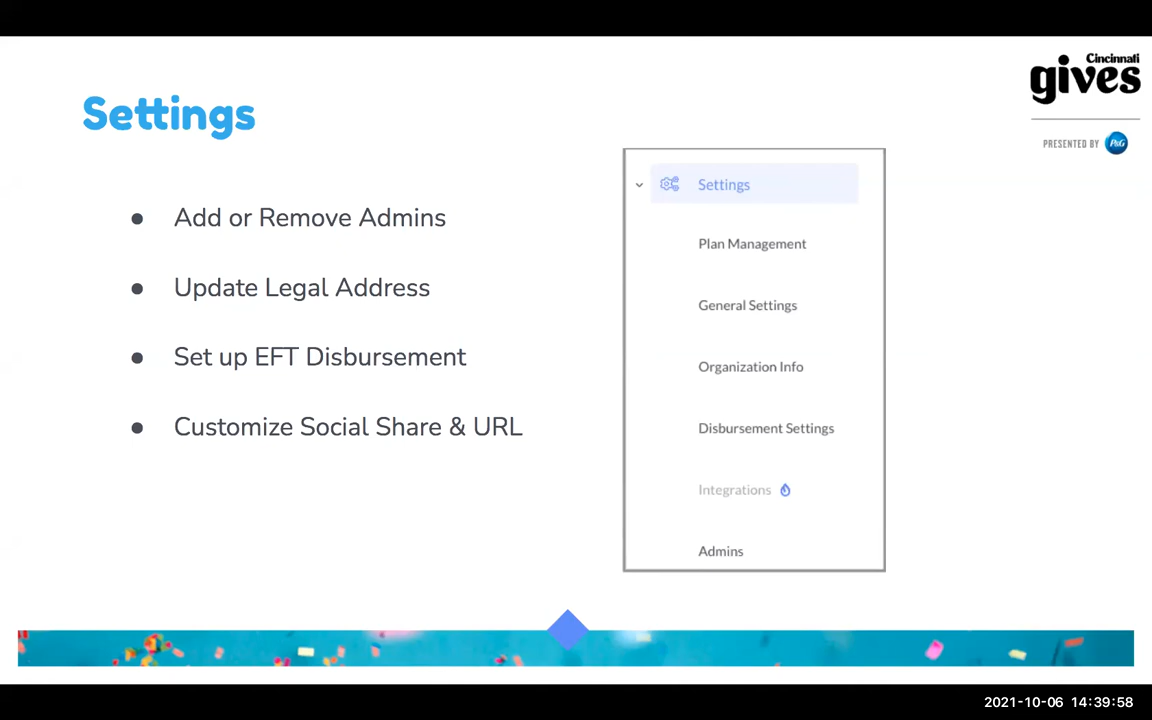 Cincinnati
gives
PRESENTED BY P&G
Settings
Add or Remove Admins
Update Legal Address
Set up EFT Disbursement
Customize Social Share & URL
Settings
Plan Management
General Settings
Organization Info
Disbursement Settings
Integrations
Admins
2021-10-06 14:39:58